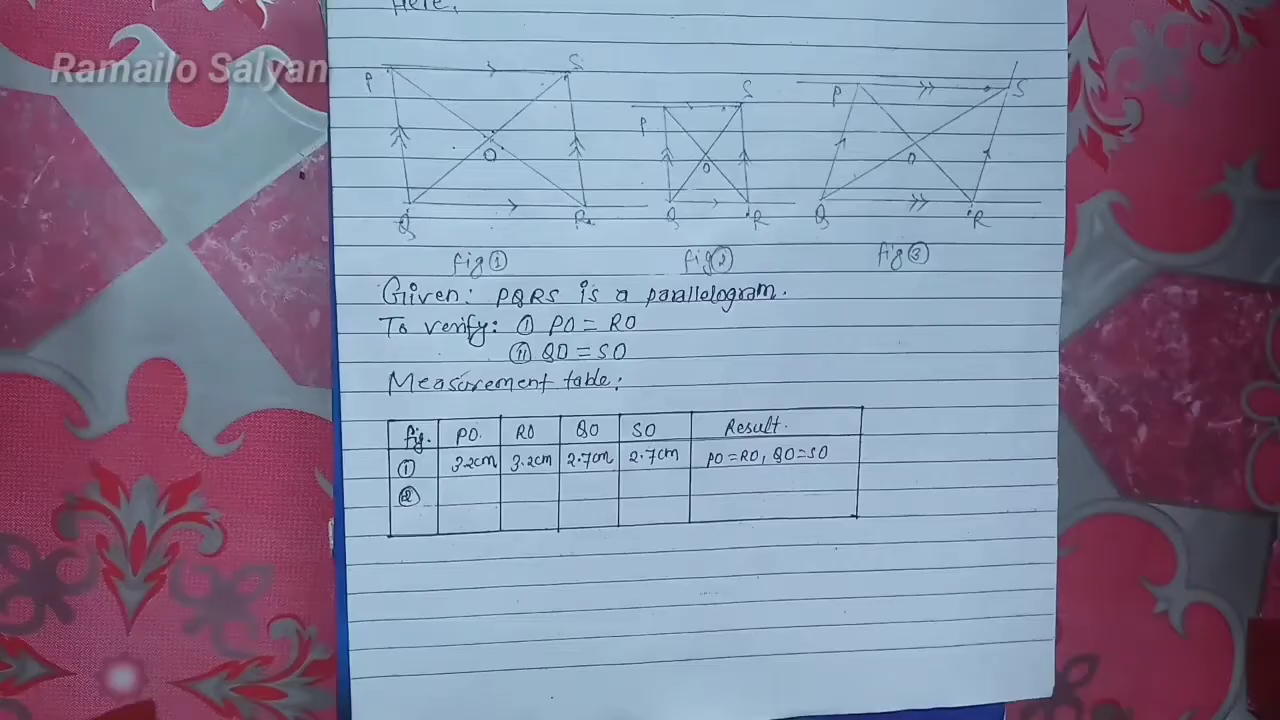 Here,
Ramailo Salyan
P S O Q R
P S O Q R
P S O Q R
fig ①
fig ②
fig ③
Given: PQRS is a parallelogram.
To verify: ① PO = RO
ⓘⓘ QO = SO
Measurement table:
fig. PO. RO QO SO Result.
① 3.2cm 3.2cm 2.7cm 2.7cm PO=RO, QO=SO
②